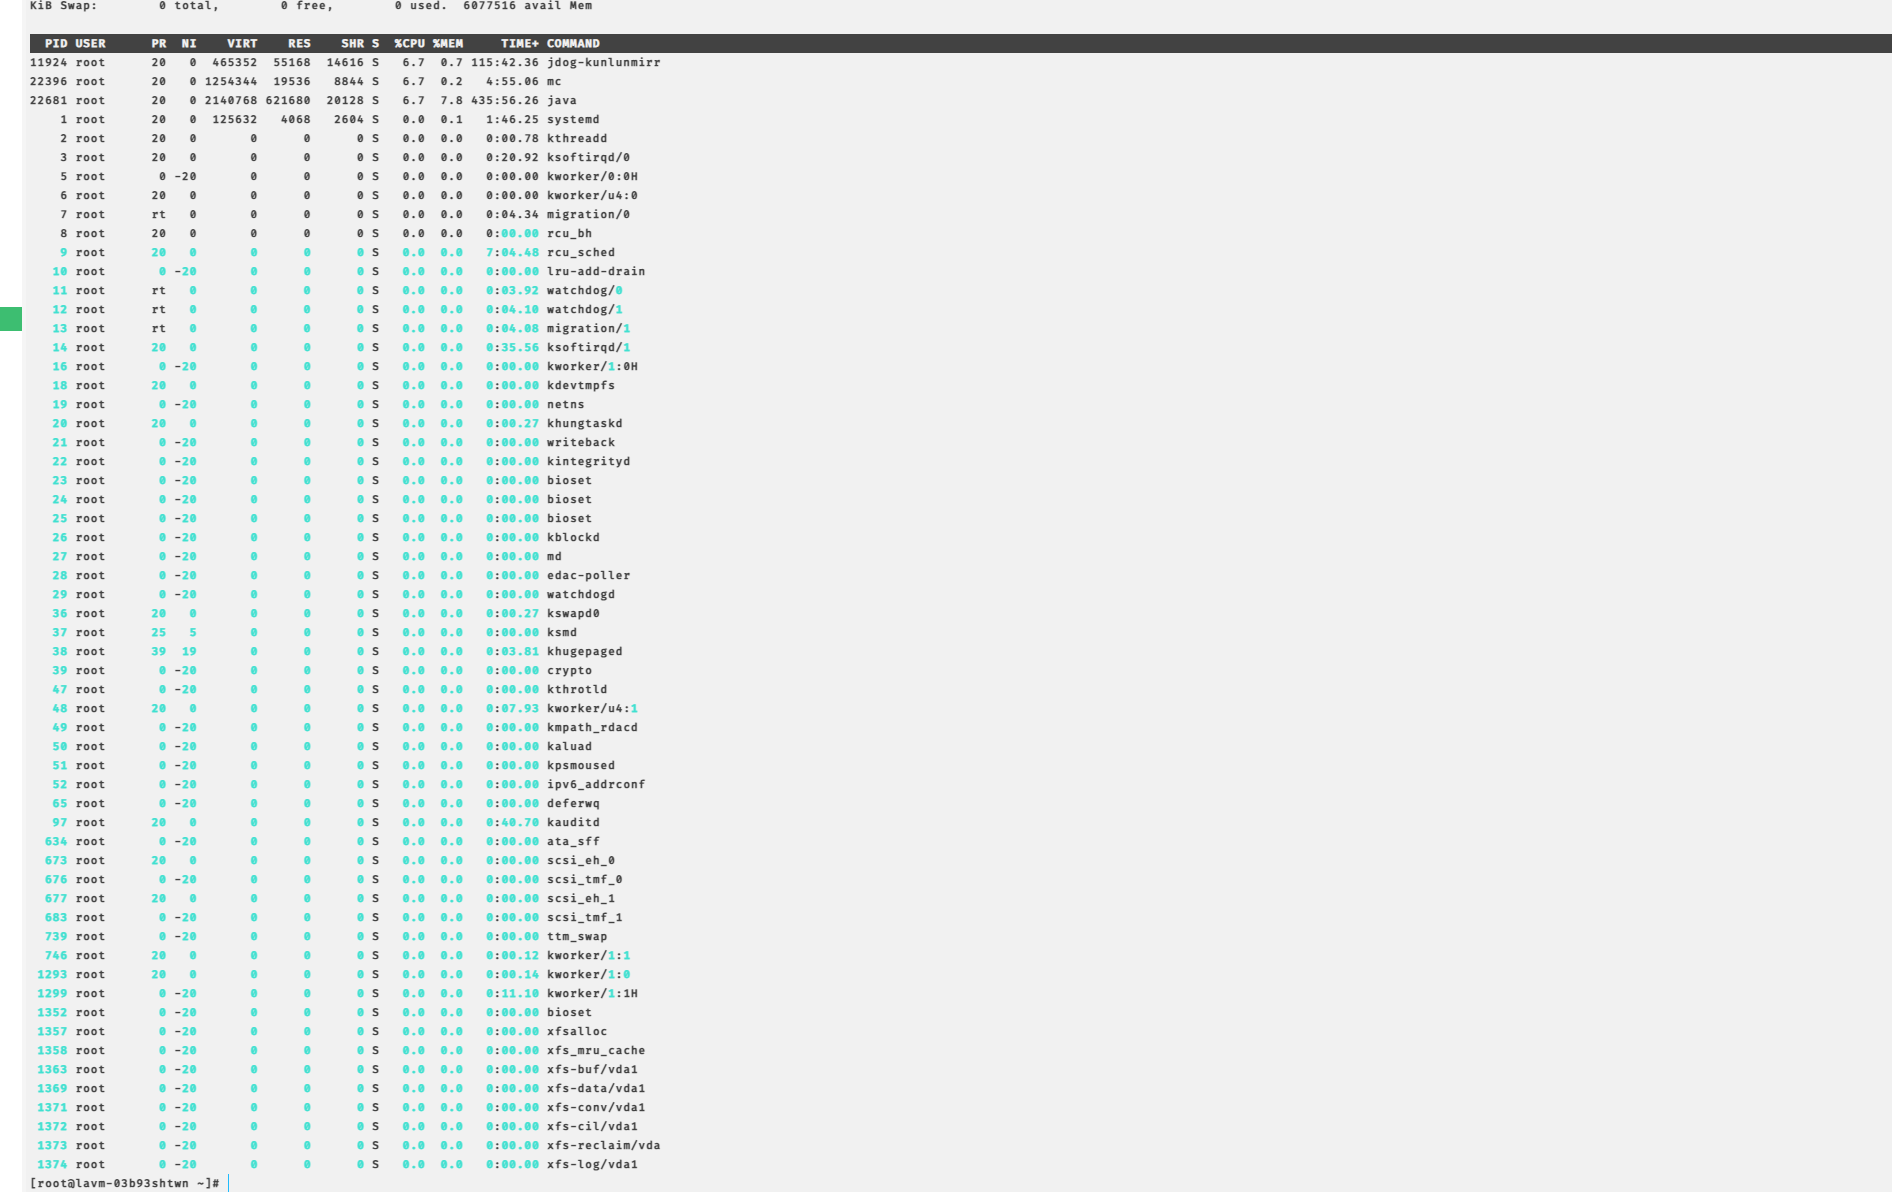 KiB Swap:        0 total,        0 free,        0 used.  6077516 avail Mem
  PID USER      PR  NI    VIRT    RES    SHR S  %CPU %MEM     TIME+ COMMAND
11924 root      20   0  465352  55168  14616 S   6.7  0.7 115:42.36 jdog-kunlunmirr
22396 root      20   0 1254344  19536   8844 S   6.7  0.2   4:55.06 mc
22681 root      20   0 2140768 621680  20128 S   6.7  7.8 435:56.26 java
    1 root      20   0  125632   4068   2604 S   0.0  0.1   1:46.25 systemd
    2 root      20   0       0      0      0 S   0.0  0.0   0:00.78 kthreadd
    3 root      20   0       0      0      0 S   0.0  0.0   0:20.92 ksoftirqd/0
    5 root       0 -20       0      0      0 S   0.0  0.0   0:00.00 kworker/0:0H
    6 root      20   0       0      0      0 S   0.0  0.0   0:00.00 kworker/u4:0
    7 root      rt   0       0      0      0 S   0.0  0.0   0:04.34 migration/0
    8 root      20   0       0      0      0 S   0.0  0.0   0:00.00 rcu_bh
    9 root      20   0       0      0      0 S   0.0  0.0   7:04.48 rcu_sched
   10 root       0 -20       0      0      0 S   0.0  0.0   0:00.00 lru-add-drain
   11 root      rt   0       0      0      0 S   0.0  0.0   0:03.92 watchdog/0
   12 root      rt   0       0      0      0 S   0.0  0.0   0:04.10 watchdog/1
   13 root      rt   0       0      0      0 S   0.0  0.0   0:04.08 migration/1
   14 root      20   0       0      0      0 S   0.0  0.0   0:35.56 ksoftirqd/1
   16 root       0 -20       0      0      0 S   0.0  0.0   0:00.00 kworker/1:0H
   18 root      20   0       0      0      0 S   0.0  0.0   0:00.00 kdevtmpfs
   19 root       0 -20       0      0      0 S   0.0  0.0   0:00.00 netns
   20 root      20   0       0      0      0 S   0.0  0.0   0:00.27 khungtaskd
   21 root       0 -20       0      0      0 S   0.0  0.0   0:00.00 writeback
   22 root       0 -20       0      0      0 S   0.0  0.0   0:00.00 kintegrityd
   23 root       0 -20       0      0      0 S   0.0  0.0   0:00.00 bioset
   24 root       0 -20       0      0      0 S   0.0  0.0   0:00.00 bioset
   25 root       0 -20       0      0      0 S   0.0  0.0   0:00.00 bioset
   26 root       0 -20       0      0      0 S   0.0  0.0   0:00.00 kblockd
   27 root       0 -20       0      0      0 S   0.0  0.0   0:00.00 md
   28 root       0 -20       0      0      0 S   0.0  0.0   0:00.00 edac-poller
   29 root       0 -20       0      0      0 S   0.0  0.0   0:00.00 watchdogd
   36 root      20   0       0      0      0 S   0.0  0.0   0:00.27 kswapd0
   37 root      25   5       0      0      0 S   0.0  0.0   0:00.00 ksmd
   38 root      39  19       0      0      0 S   0.0  0.0   0:03.81 khugepaged
   39 root       0 -20       0      0      0 S   0.0  0.0   0:00.00 crypto
   47 root       0 -20       0      0      0 S   0.0  0.0   0:00.00 kthrotld
   48 root      20   0       0      0      0 S   0.0  0.0   0:07.93 kworker/u4:1
   49 root       0 -20       0      0      0 S   0.0  0.0   0:00.00 kmpath_rdacd
   50 root       0 -20       0      0      0 S   0.0  0.0   0:00.00 kaluad
   51 root       0 -20       0      0      0 S   0.0  0.0   0:00.00 kpsmoused
   52 root       0 -20       0      0      0 S   0.0  0.0   0:00.00 ipv6_addrconf
   65 root       0 -20       0      0      0 S   0.0  0.0   0:00.00 deferwq
   97 root      20   0       0      0      0 S   0.0  0.0   0:40.70 kauditd
  634 root       0 -20       0      0      0 S   0.0  0.0   0:00.00 ata_sff
  673 root      20   0       0      0      0 S   0.0  0.0   0:00.00 scsi_eh_0
  676 root       0 -20       0      0      0 S   0.0  0.0   0:00.00 scsi_tmf_0
  677 root      20   0       0      0      0 S   0.0  0.0   0:00.00 scsi_eh_1
  683 root       0 -20       0      0      0 S   0.0  0.0   0:00.00 scsi_tmf_1
  739 root       0 -20       0      0      0 S   0.0  0.0   0:00.00 ttm_swap
  746 root      20   0       0      0      0 S   0.0  0.0   0:00.12 kworker/1:1
 1293 root      20   0       0      0      0 S   0.0  0.0   0:00.14 kworker/1:0
 1299 root       0 -20       0      0      0 S   0.0  0.0   0:11.10 kworker/1:1H
 1352 root       0 -20       0      0      0 S   0.0  0.0   0:00.00 bioset
 1357 root       0 -20       0      0      0 S   0.0  0.0   0:00.00 xfsalloc
 1358 root       0 -20       0      0      0 S   0.0  0.0   0:00.00 xfs_mru_cache
 1363 root       0 -20       0      0      0 S   0.0  0.0   0:00.00 xfs-buf/vda1
 1369 root       0 -20       0      0      0 S   0.0  0.0   0:00.00 xfs-data/vda1
 1371 root       0 -20       0      0      0 S   0.0  0.0   0:00.00 xfs-conv/vda1
 1372 root       0 -20       0      0      0 S   0.0  0.0   0:00.00 xfs-cil/vda1
 1373 root       0 -20       0      0      0 S   0.0  0.0   0:00.00 xfs-reclaim/vda
 1374 root       0 -20       0      0      0 S   0.0  0.0   0:00.00 xfs-log/vda1
[root@lavm-03b93shtwn ~]#